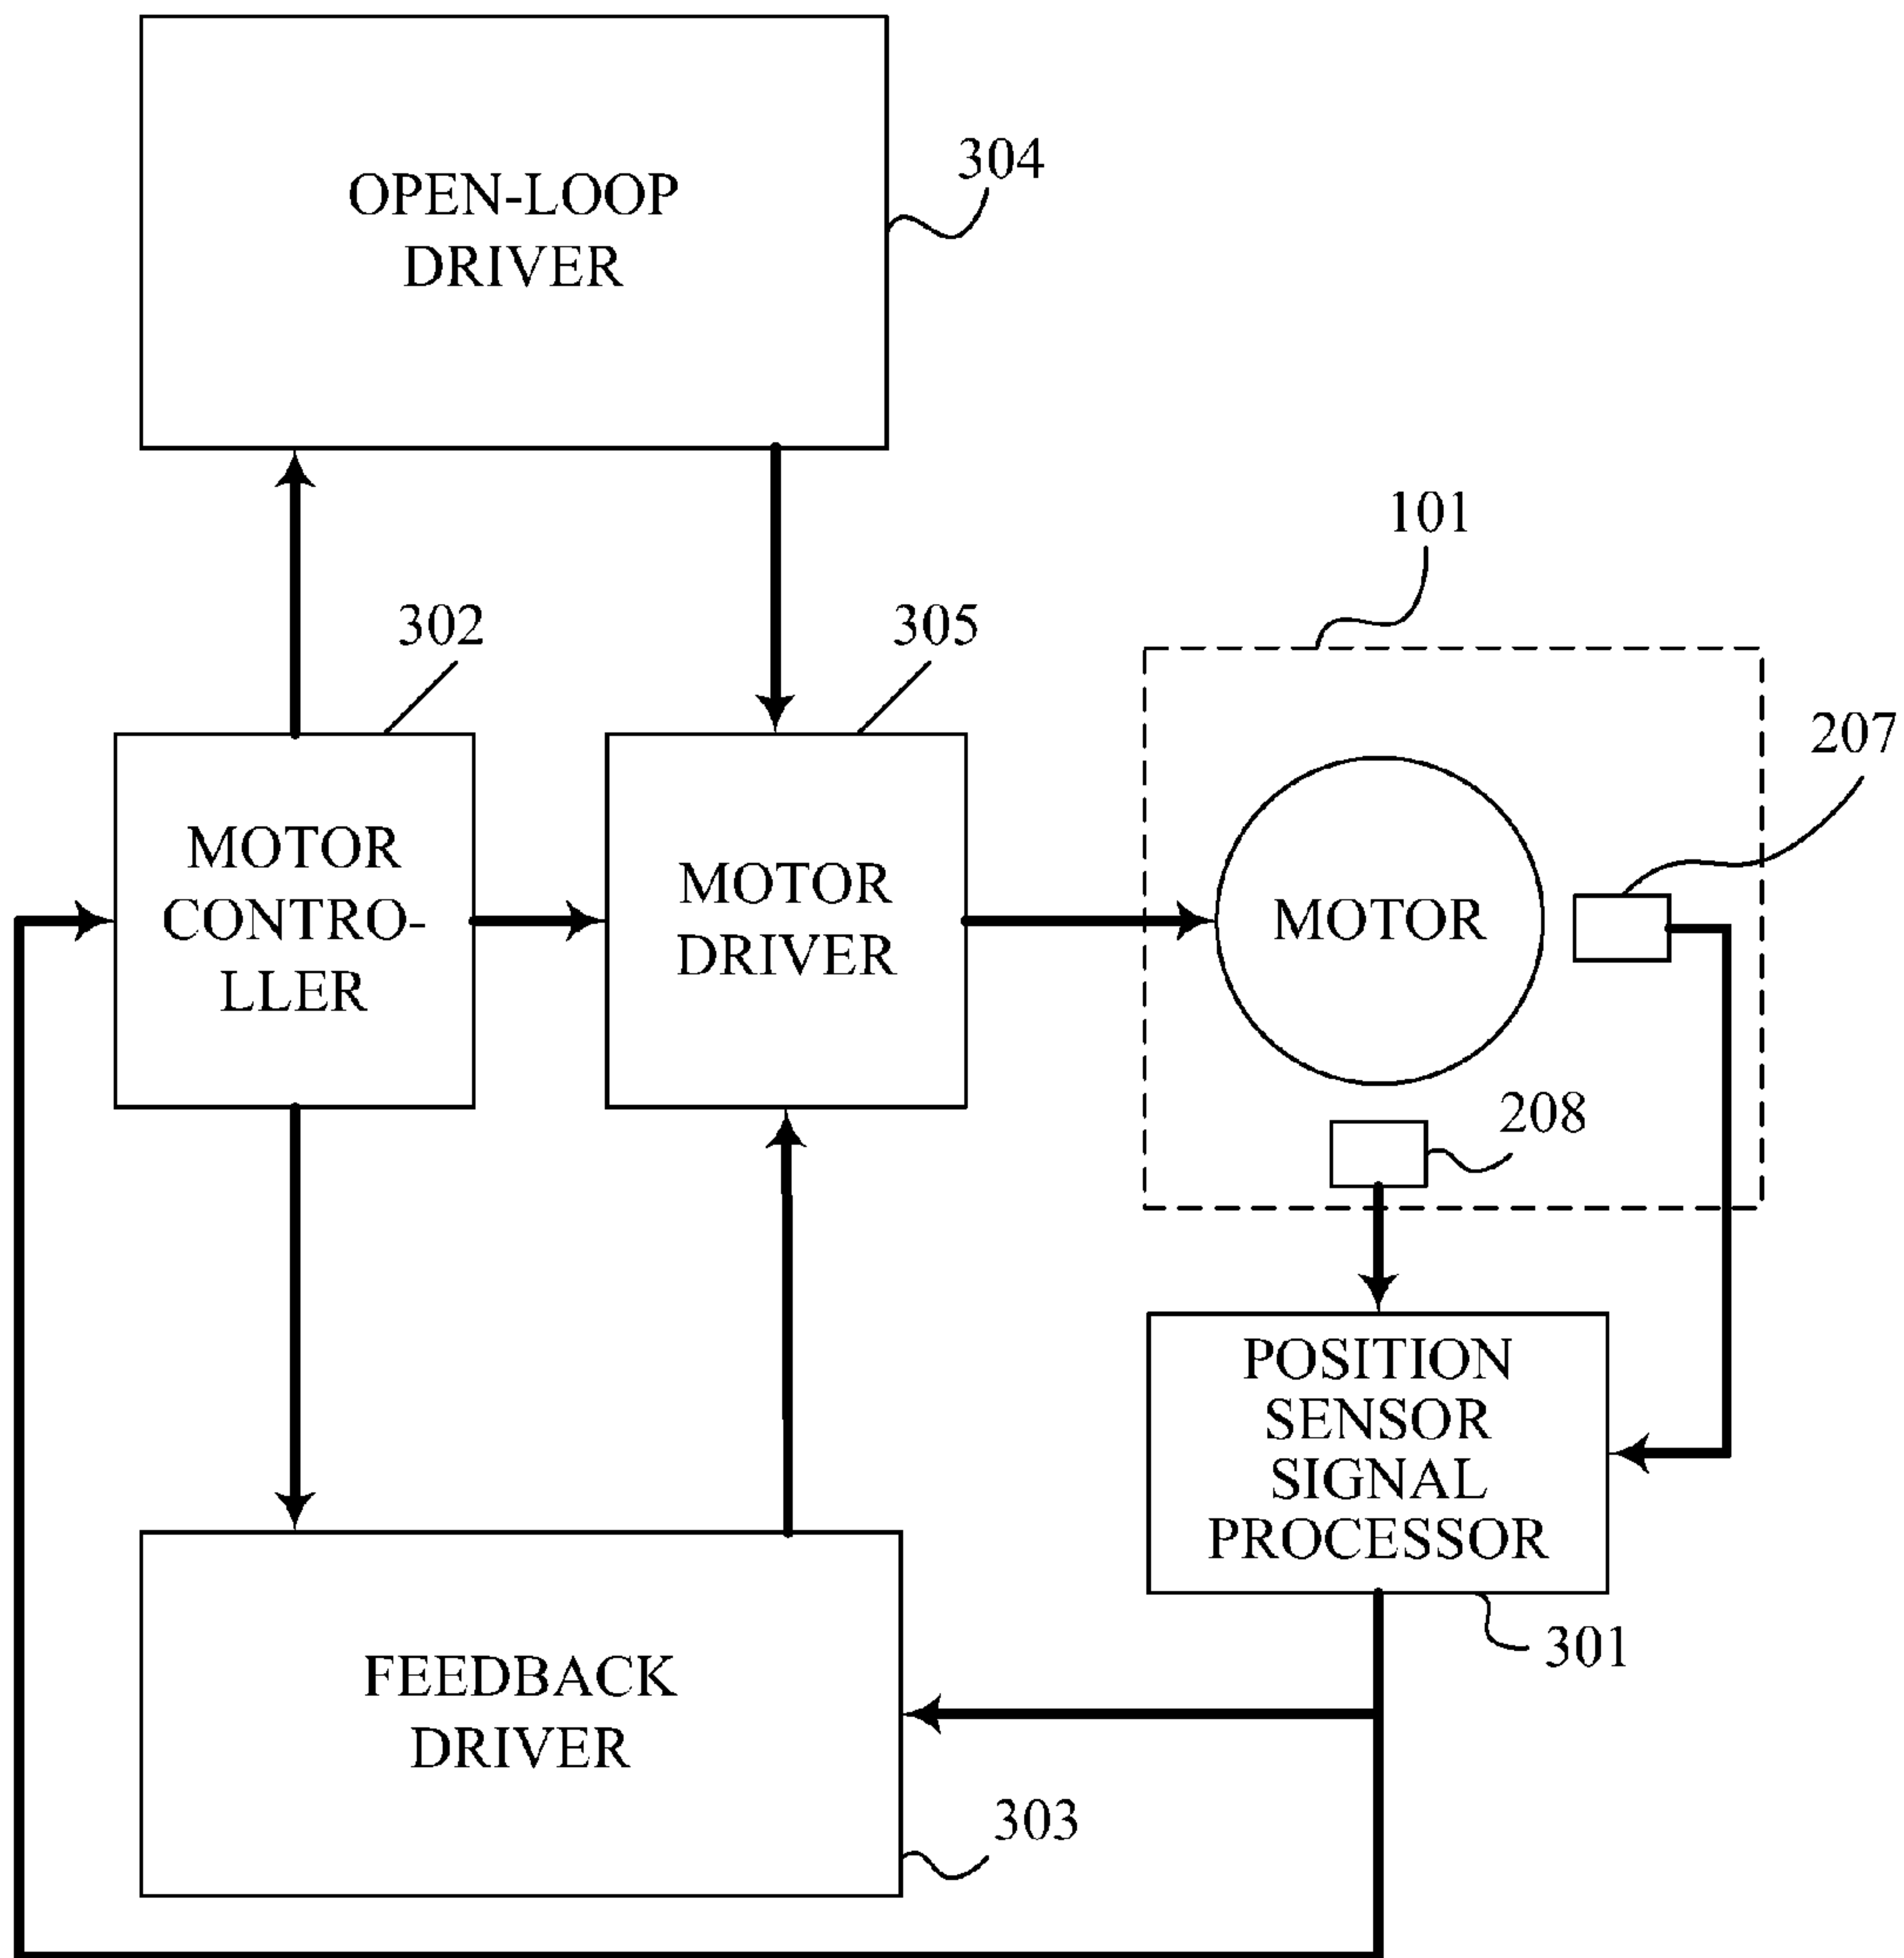 OPEN-LOOP
DRIVER
304
101
302
305
207
MOTOR
CONTRO-
LLER
MOTOR
DRIVER
MOTOR
208
POSITION
SENSOR
SIGNAL
PROCESSOR
301
FEEDBACK
DRIVER
303